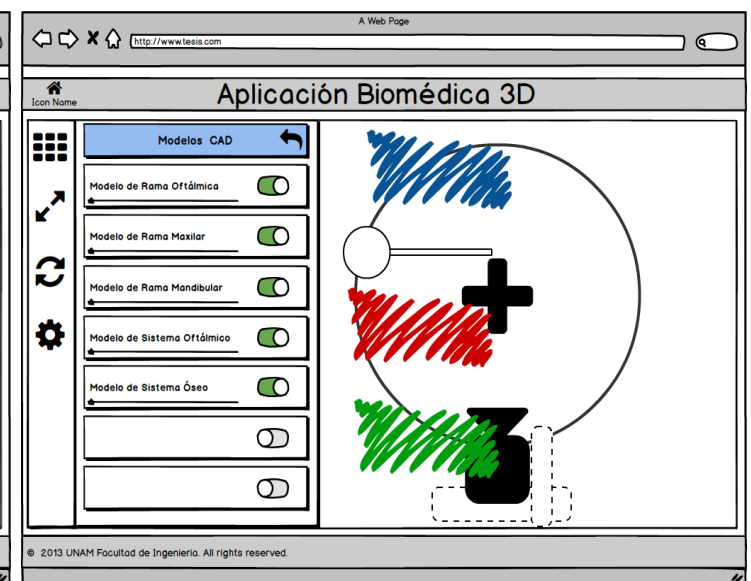 A Web Page
http://www.tesis.com
Icon Name
Aplicación Biomédica 3D
Modelos CAD
Modelo de Rama Oftálmica
Modelo de Rama Maxilar
Modelo de Rama Mandibular
Modelo de Sistema Oftálmico
Modelo de Sistema Óseo
© 2013 UNAM Facultad de Ingenieria. All rights reserved.